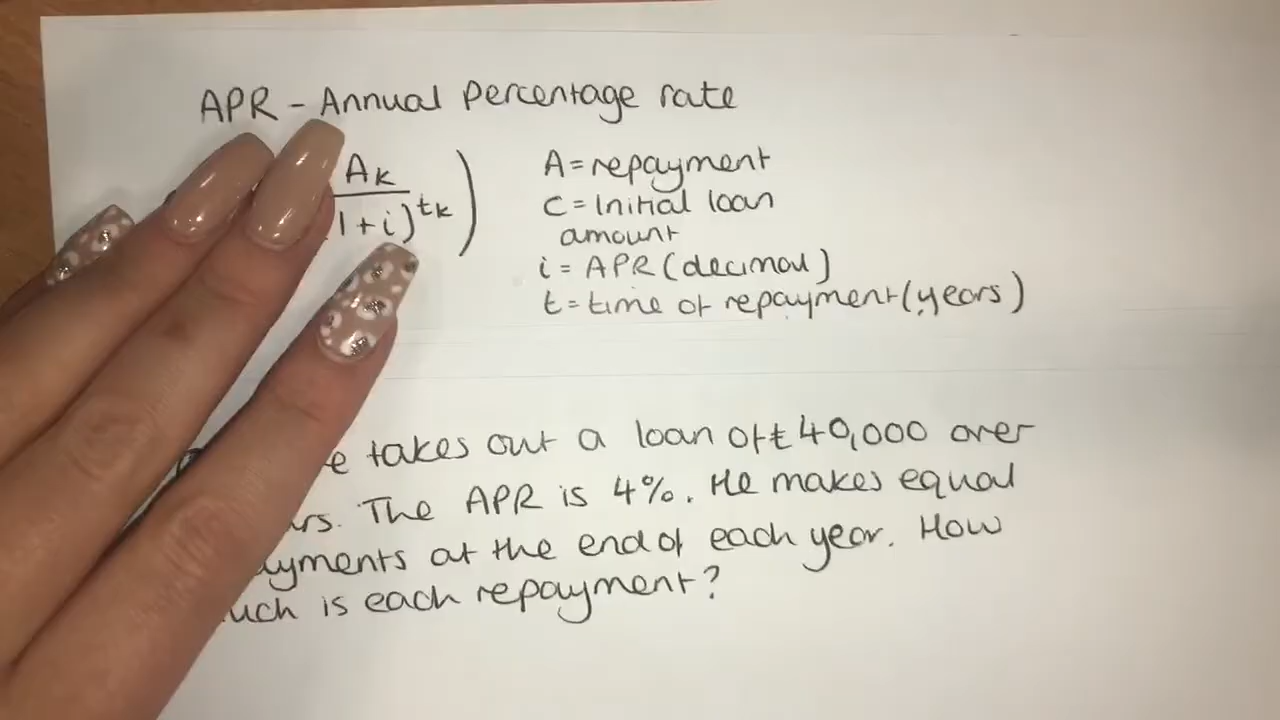 APR - Annual Percentage rate
Ak
1+i)^tk )
A = repayment
C = Initial loan
amount
i = APR (decimal)
t = time of repayment (years)
e takes out a loan of £40,000 over
rs. The APR is 4%. He makes equal
ayments at the end of each year. How
uch is each repayment?